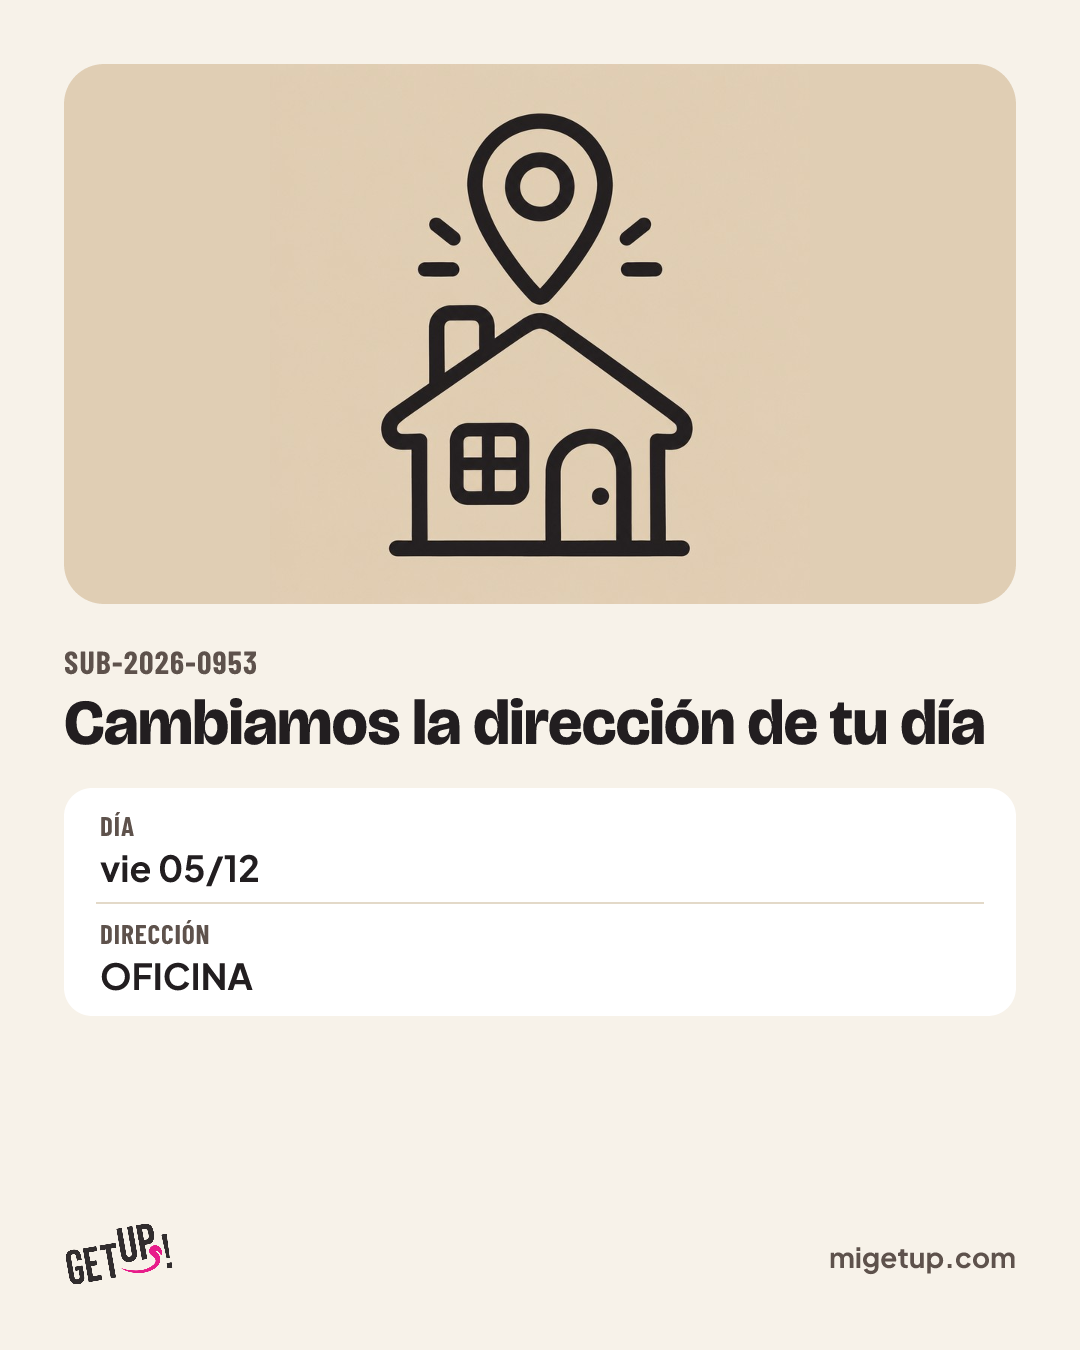 SUB-2026-0953
Cambiamos la dirección de tu día
DÍA
vie 05/12
DIRECCIÓN
OFICINA
GETUP!
migetup.com